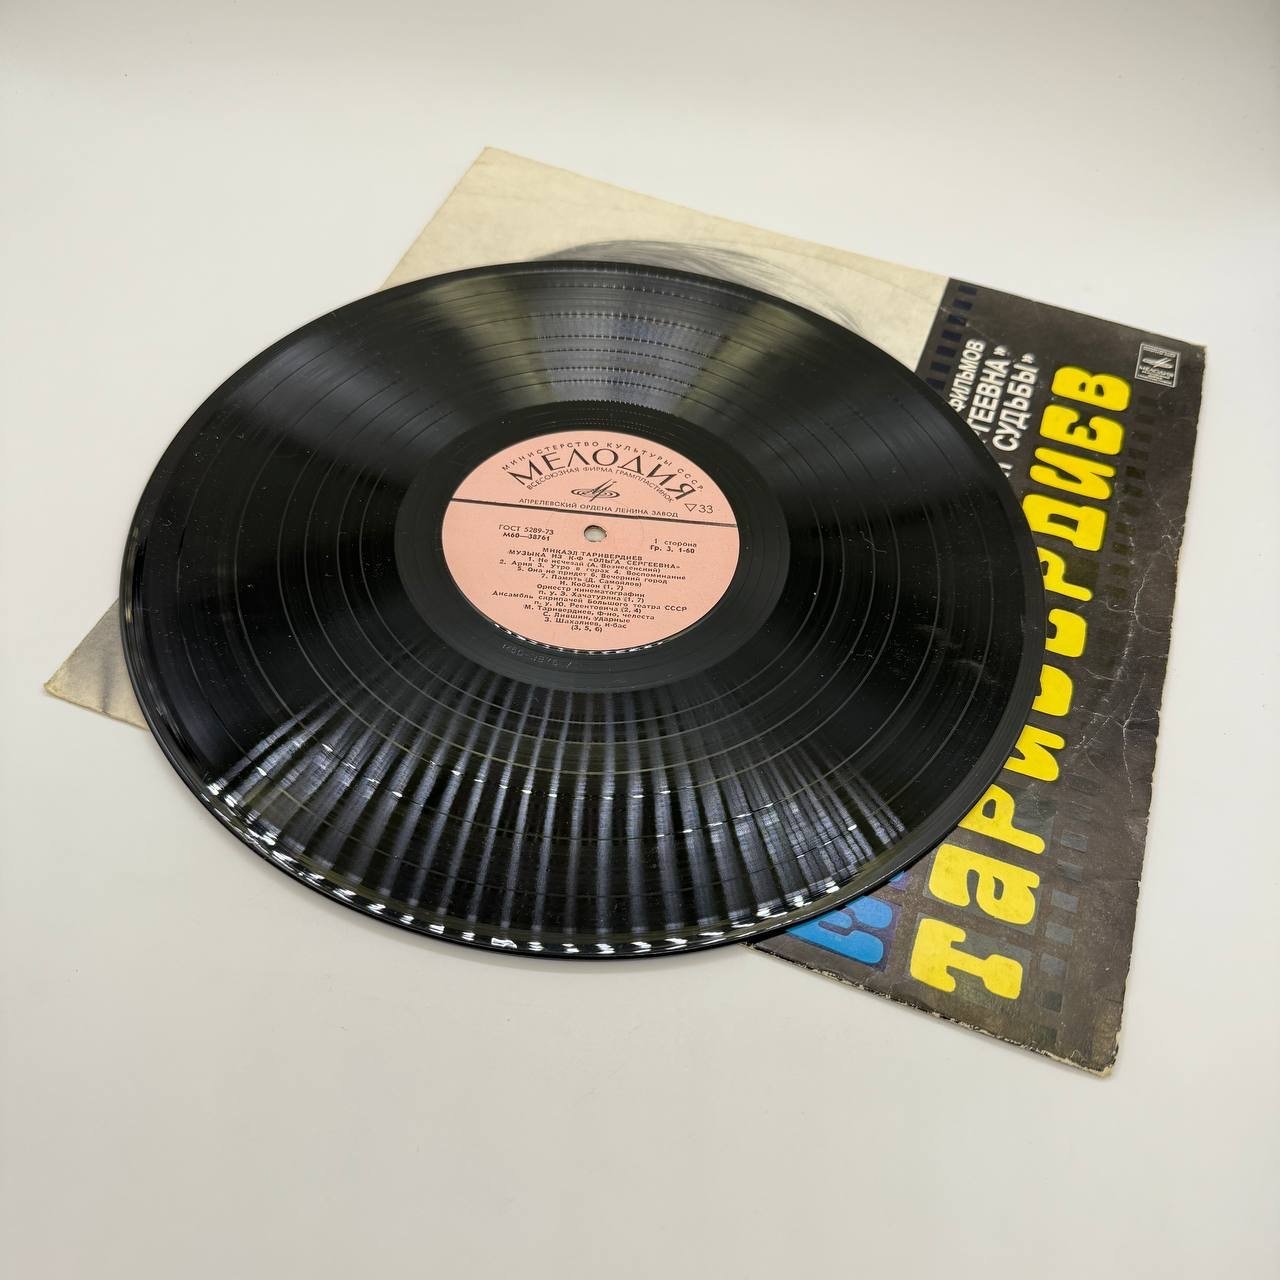 МИНИСТЕРСТВО КУЛЬТУРЫ СССР
МЕЛОДИЯ
ВСЕСОЮЗНАЯ ФИРМА ГРАМПЛАСТИНОК
АПРЕЛЕВСКИЙ ОРДЕНА ЛЕНИНА ЗАВОД
33
ГОСТ 5289-73
М60—38761
1 сторона
Гр. 3. 1-60
МИКАЭЛ ТАРИВЕРДИЕВ
МУЗЫКА ИЗ К-Ф «ОЛЬГА СЕРГЕЕВНА»
1. Не исчезай (А. Вознесенский)
2. Ария 3. Утро в горах 4. Воспоминание
5. Она не придет 6. Вечерний город
7. Память (Д. Самойлов)
И. Кобзон (1, 7)
Оркестр кинематографии
п. у. Э. Хачатуряна (1, 7)
Ансамбль скрипачей Большого театра СССР
п. у. Ю. Реентовича (2, 4)
М. Таривердиев, ф-но, челеста
С. Лившин, ударные
З. Шахалиев, и-бас
(3, 5, 6)
ФИЛЬМОВ
СУДЬБЫ»
ТАРИВЕРДИЕВ
МЕЛОДИЯ